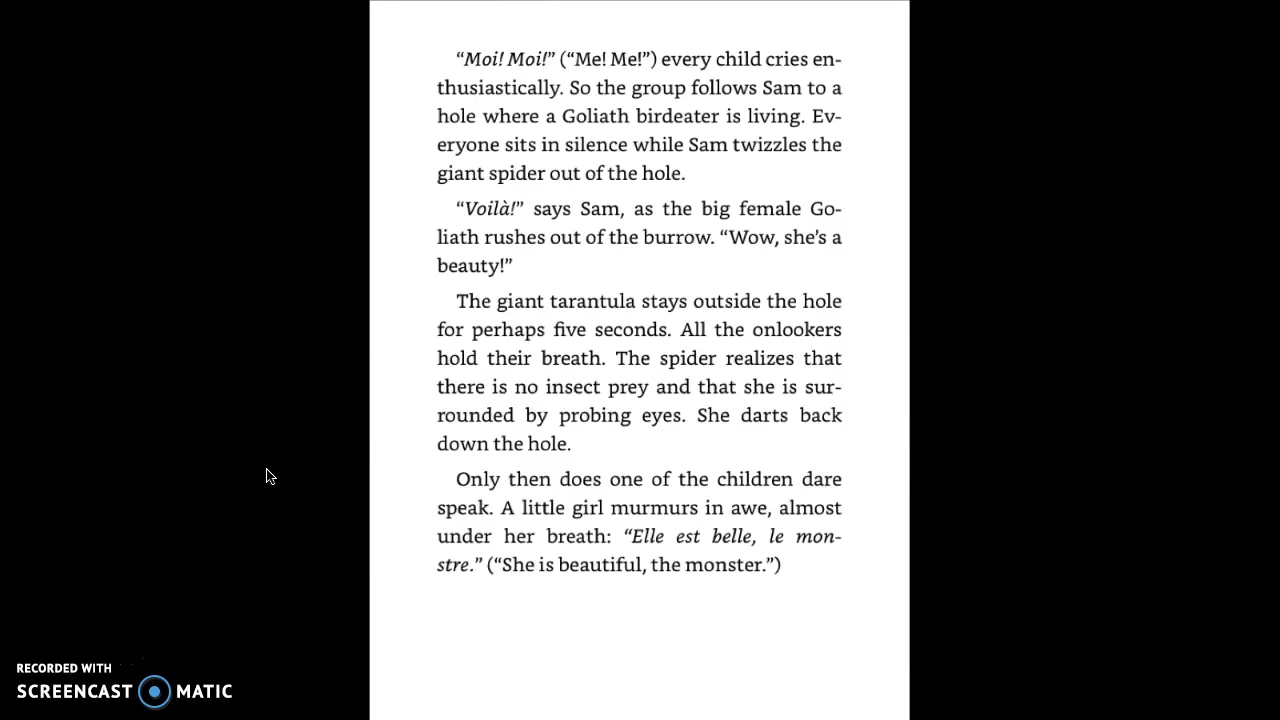 “Moi! Moi!” (“Me! Me!”) every child cries en-
thusiastically. So the group follows Sam to a
hole where a Goliath birdeater is living. Ev-
eryone sits in silence while Sam twizzles the
giant spider out of the hole.
“Voilà!” says Sam, as the big female Go-
liath rushes out of the burrow. “Wow, she’s a
beauty!”
The giant tarantula stays outside the hole
for perhaps five seconds. All the onlookers
hold their breath. The spider realizes that
there is no insect prey and that she is sur-
rounded by probing eyes. She darts back
down the hole.
Only then does one of the children dare
speak. A little girl murmurs in awe, almost
under her breath: “Elle est belle, le mon-
stre.” (“She is beautiful, the monster.”)
RECORDED WITH
SCREENCAST MATIC